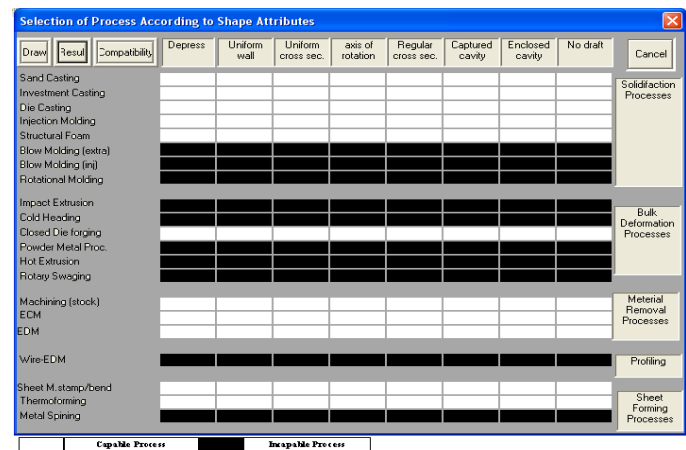 Selection of Process According to Shape Attributes
Draw Resul Compatibility Depress Uniform wall Uniform cross sec. axis of rotation Regular cross sec. Captured cavity Enclosed cavity No draft Cancel
Sand Casting
Investment Casting
Die Casting
Injection Molding
Structural Foam
Blow Molding (extra)
Blow Molding (inj)
Rotational Molding
Solidifaction
Processes
Impact Extrusion
Cold Heading
Closed Die forging
Powder Metal Proc.
Hot Extrusion
Rotary Swaging
Bulk
Deformation
Processes
Machining (stock)
ECM
EDM
Meterial
Removal
Processes
Wire-EDM
Profiling
Sheet M.stamp/bend
Thermoforming
Metal Spining
Sheet
Forming
Processes
Capable Process Incapable Process